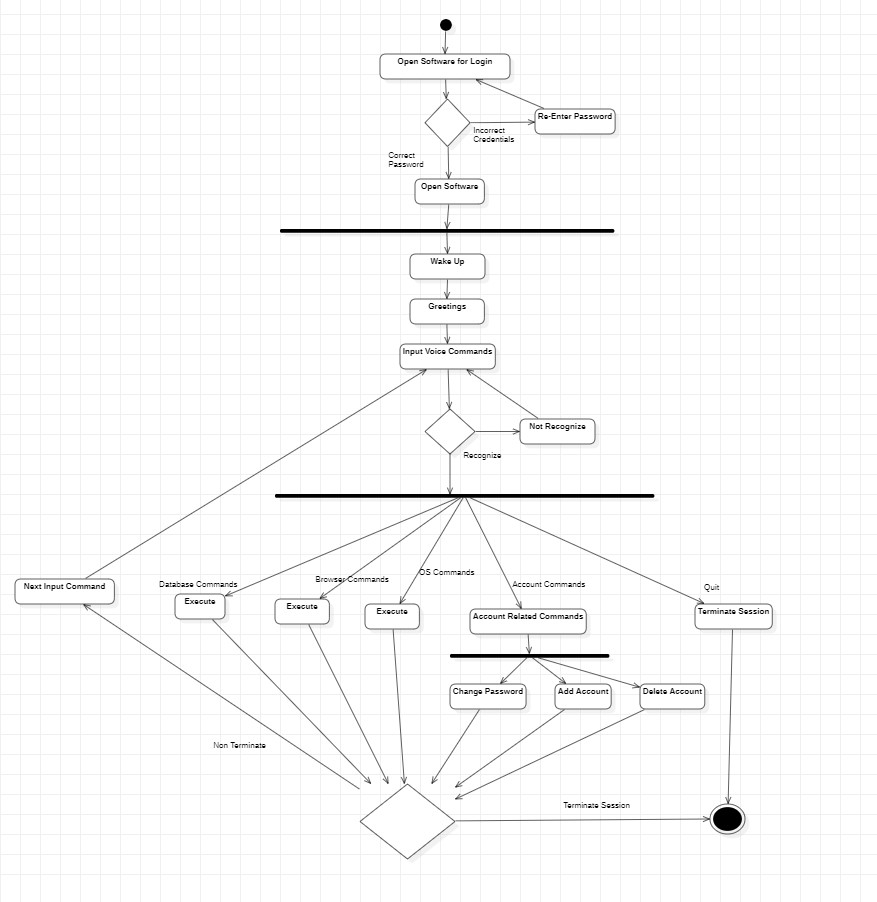 Open Software for Login
Re-Enter Password
Incorrect
Credentials
Correct
Password
Open Software
Wake Up
Greetings
Input Voice Commands
Not Recognize
Recognize
Next Input Command
Database Commands
Browser Commands
OS Commands
Account Commands
Quit
Execute
Execute
Execute
Account Related Commands
Terminate Session
Change Password
Add Account
Delete Account
Non Terminate
Terminate Session